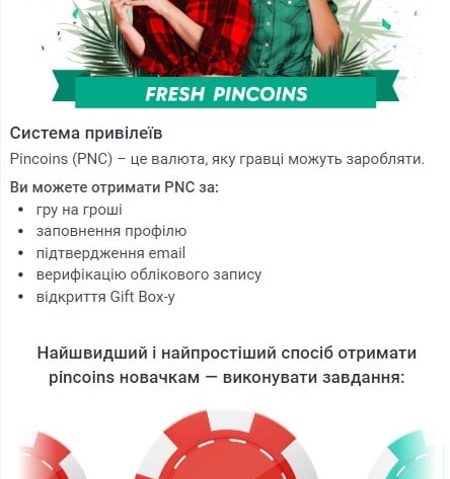 FRESH PINCOINS
Система привілеїв
Pincoins (PNC) – це валюта, яку гравці можуть заробляти.
Ви можете отримати PNC за:
• гру на гроші
• заповнення профілю
• підтвердження email
• верифікацію облікового запису
• відкриття Gift Box-у
Найшвидший і найпростіший спосіб отримати
pincoins новачкам — виконувати завдання: